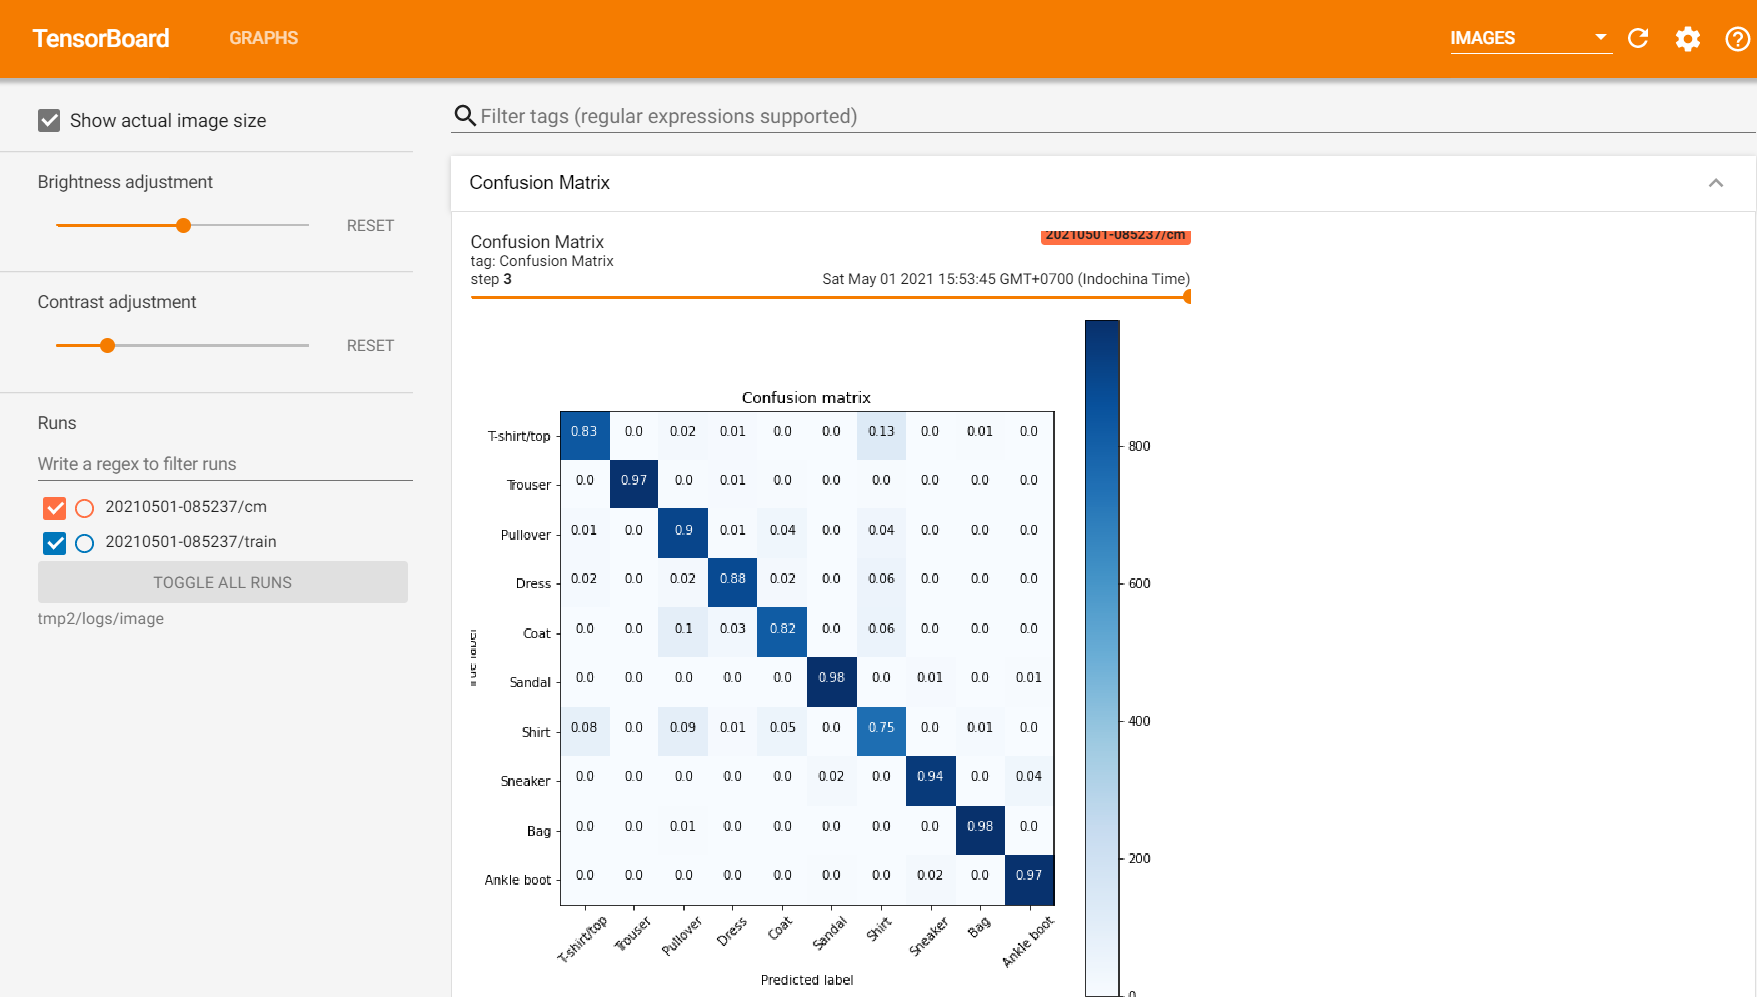 TensorBoard GRAPHS IMAGES
Show actual image size
Brightness adjustment
RESET
Contrast adjustment
RESET
Runs
Write a regex to filter runs
20210501-085237/cm
20210501-085237/train
TOGGLE ALL RUNS
tmp2/logs/image
Filter tags (regular expressions supported)
Confusion Matrix
Confusion Matrix
20210501-085237/cm
tag: Confusion Matrix
step 3 Sat May 01 2021 15:53:45 GMT+0700 (Indochina Time)
Confusion matrix
T-shirt/top 0.83 0.0 0.02 0.01 0.0 0.0 0.13 0.0 0.01 0.0
Trouser 0.0 0.97 0.0 0.01 0.0 0.0 0.0 0.0 0.0 0.0
Pullover 0.01 0.0 0.9 0.01 0.04 0.0 0.04 0.0 0.0 0.0
Dress 0.02 0.0 0.02 0.88 0.02 0.0 0.06 0.0 0.0 0.0
Coat 0.0 0.0 0.1 0.03 0.82 0.0 0.06 0.0 0.0 0.0
Sandal 0.0 0.0 0.0 0.0 0.0 0.98 0.0 0.01 0.0 0.01
Shirt 0.08 0.0 0.09 0.01 0.05 0.0 0.75 0.0 0.01 0.0
Sneaker 0.0 0.0 0.0 0.0 0.0 0.02 0.0 0.94 0.0 0.04
Bag 0.0 0.0 0.01 0.0 0.0 0.0 0.0 0.0 0.98 0.0
Ankle boot 0.0 0.0 0.0 0.0 0.0 0.0 0.0 0.02 0.0 0.97
T-shirt/top Trouser Pullover Dress Coat Sandal Shirt Sneaker Bag Ankle boot
Predicted label
True label
800
600
400
200
0